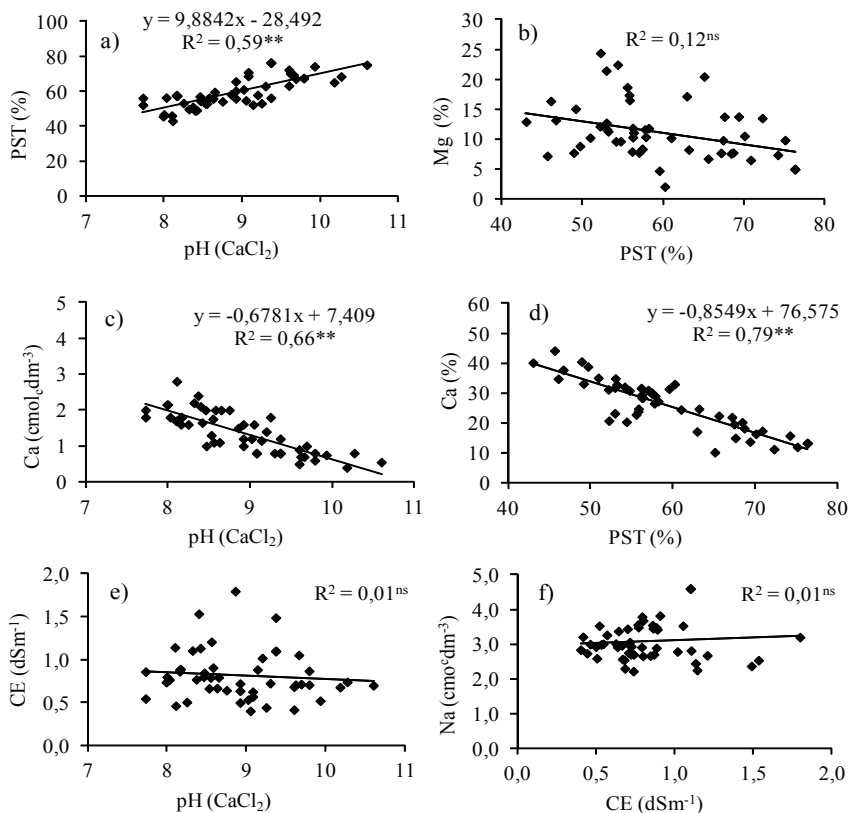 a)
y = 9,8842x - 28,492
R² = 0,59**
PST (%)
100
80
60
40
20
0
7 8 9 10 11
pH (CaCl₂)
b)
R² = 0,12ⁿˢ
Mg (%)
30
25
20
15
10
5
0
40 50 60 70 80
PST (%)
c)
y = -0,6781x + 7,409
R² = 0,66**
Ca (cmol꜀dm⁻³)
5
4
3
2
1
0
7 8 9 10 11
pH (CaCl₂)
d)
y = -0,8549x + 76,575
R² = 0,79**
Ca (%)
60
50
40
30
20
10
0
40 50 60 70 80
PST (%)
e)
R² = 0,01ⁿˢ
CE (dSm⁻¹)
2,0
1,5
1,0
0,5
0,0
7 8 9 10 11
pH (CaCl₂)
f)
R² = 0,01ⁿˢ
Na (cmoᶜdm⁻³)
5,0
4,0
3,0
2,0
1,0
0,0
0,0 0,5 1,0 1,5 2,0
CE (dSm⁻¹)